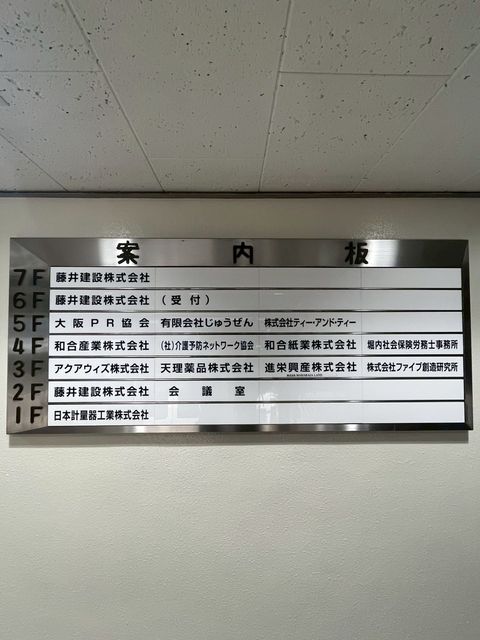 案内板
7F 藤井建設株式会社
6F 藤井建設株式会社 (受付)
5F 大阪PR協会 有限会社じゅうぜん 株式会社ティー・アンド・ティー
4F 和合産業株式会社 (社)介護予防ネットワーク協会 和合紙業株式会社 堀内社会保険労務士事務所
3F アクアウィズ株式会社 天理薬品株式会社 進栄興産株式会社 株式会社ファイブ創造研究所
2F 藤井建設株式会社 会議室
1F 日本計量器工業株式会社